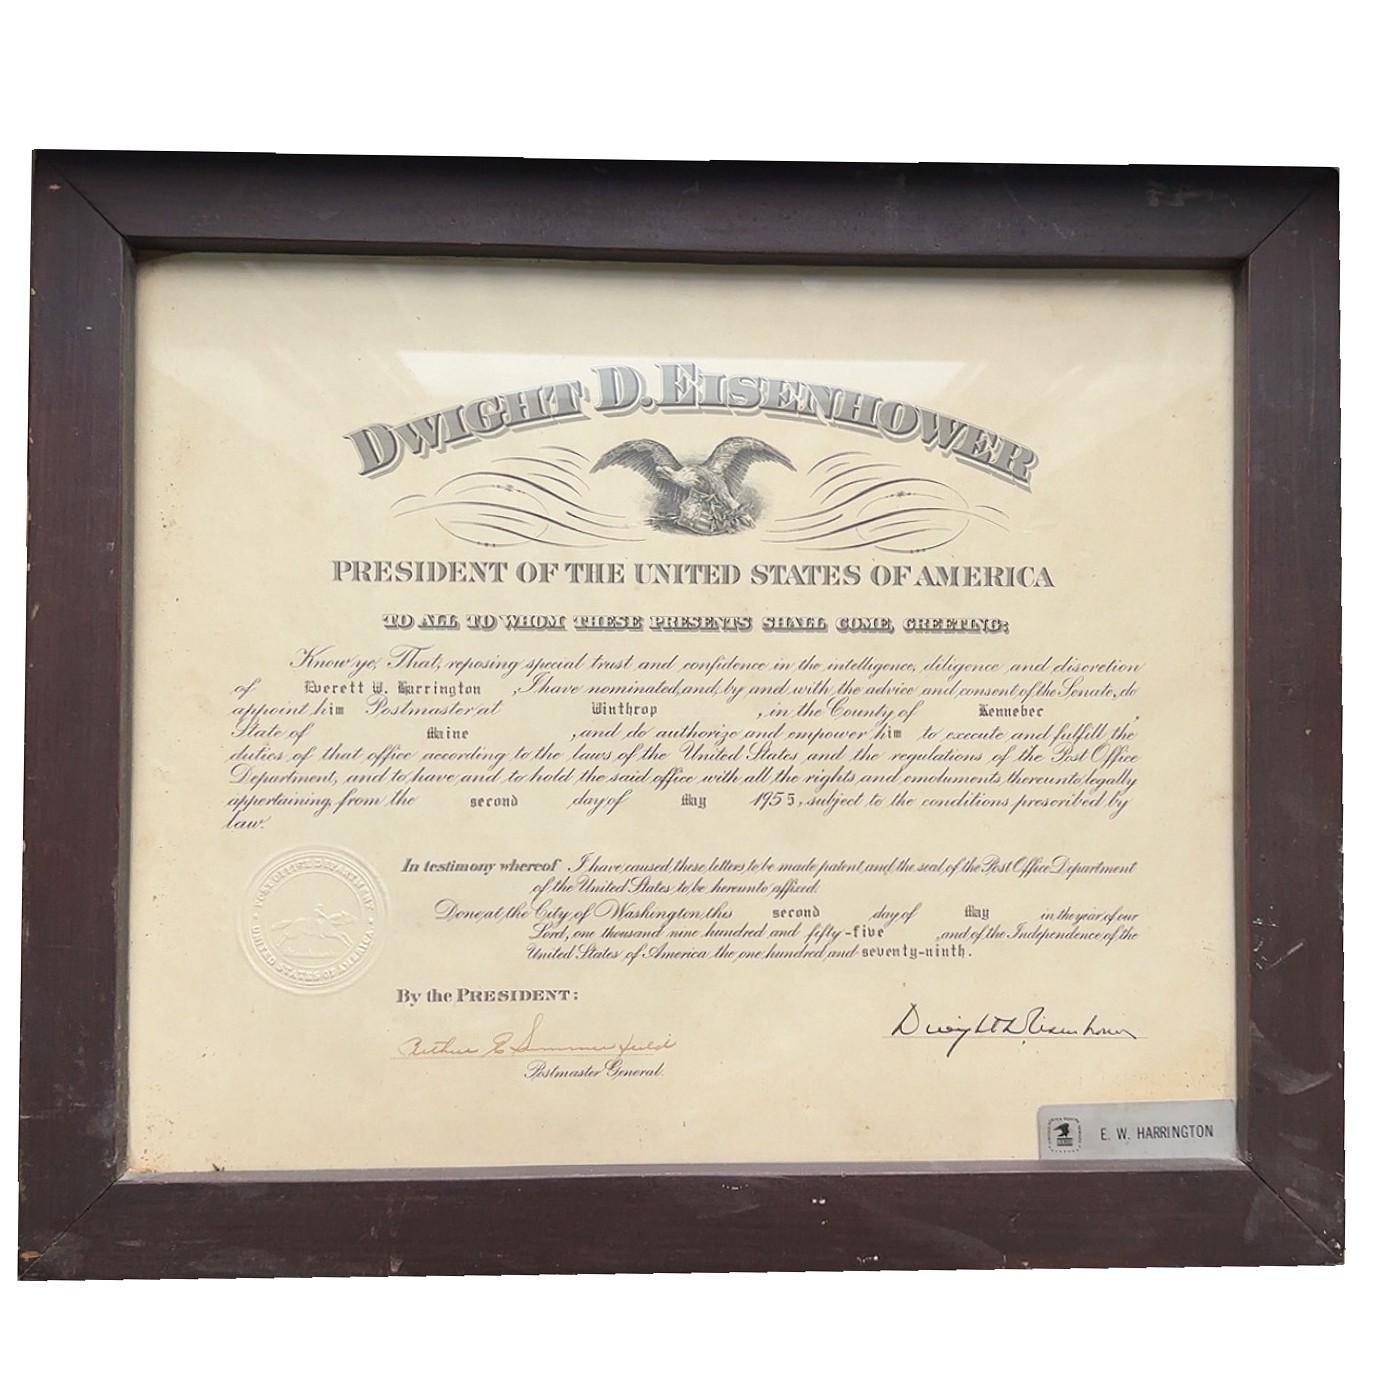 DWIGHT D. EISENHOWER
PRESIDENT OF THE UNITED STATES OF AMERICA
TO ALL TO WHOM THESE PRESENTS SHALL COME, GREETING:
Know ye, That, reposing special trust and confidence in the intelligence, diligence and discretion
of Everett W. Harrington, I have nominated, and, by and with the advice and consent of the Senate, do
appoint him Postmaster at Winthrop, in the County of Kennebec,
State of Maine, and do authorize and empower him to execute and fulfill the
duties of that office according to the laws of the United States and the regulations of the Post Office
Department, and to have and to hold the said office with all the rights and emoluments thereunto legally
appertaining, from the second day of May 1955, subject to the conditions prescribed by
law.
In testimony whereof I have caused these letters to be made patent and the seal of the Post Office Department
of the United States to be hereunto affixed.
Done at the City of Washington this second day of May in the year of our
Lord, one thousand nine hundred and fifty-five, and of the Independence of the
United States of America the one hundred and seventy-ninth.
POST OFFICE DEPARTMENT
UNITED STATES OF AMERICA
By the PRESIDENT:
Dwight D Eisenhower
Arthur E Summerfield
Postmaster General.
E. W. HARRINGTON